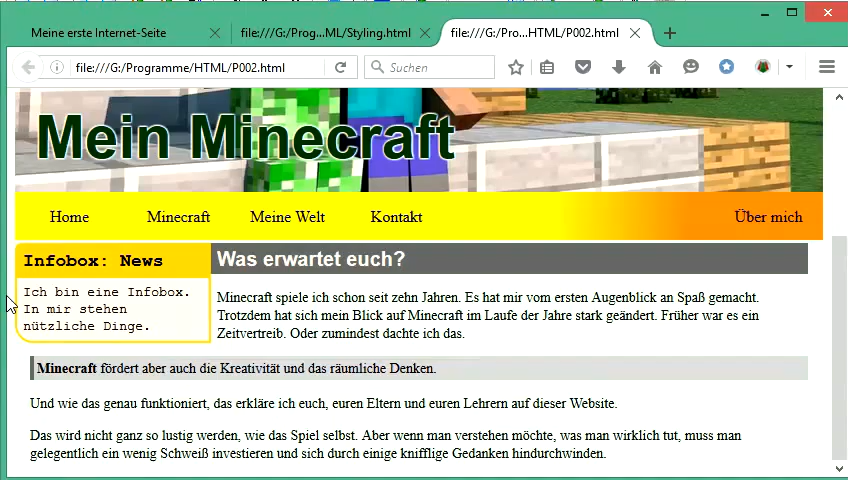 Meine erste Internet-Seite
file:///G:/Prog...ML/Styling.html
file:///G:/Pro...HTML/P002.html
file:///G:/Programme/HTML/P002.html
Suchen
Mein Minecraft
Home
Minecraft
Meine Welt
Kontakt
Über mich
Infobox: News
Ich bin eine Infobox.
In mir stehen
nützliche Dinge.
Was erwartet euch?
Minecraft spiele ich schon seit zehn Jahren. Es hat mir vom ersten Augenblick an Spaß gemacht.
Trotzdem hat sich mein Blick auf Minecraft im Laufe der Jahre stark geändert. Früher war es ein
Zeitvertreib. Oder zumindest dachte ich das.
Minecraft fördert aber auch die Kreativität und das räumliche Denken.
Und wie das genau funktioniert, das erkläre ich euch, euren Eltern und euren Lehrern auf dieser Website.
Das wird nicht ganz so lustig werden, wie das Spiel selbst. Aber wenn man verstehen möchte, was man wirklich tut, muss man
gelegentlich ein wenig Schweiß investieren und sich durch einige knifflige Gedanken hindurchwinden.